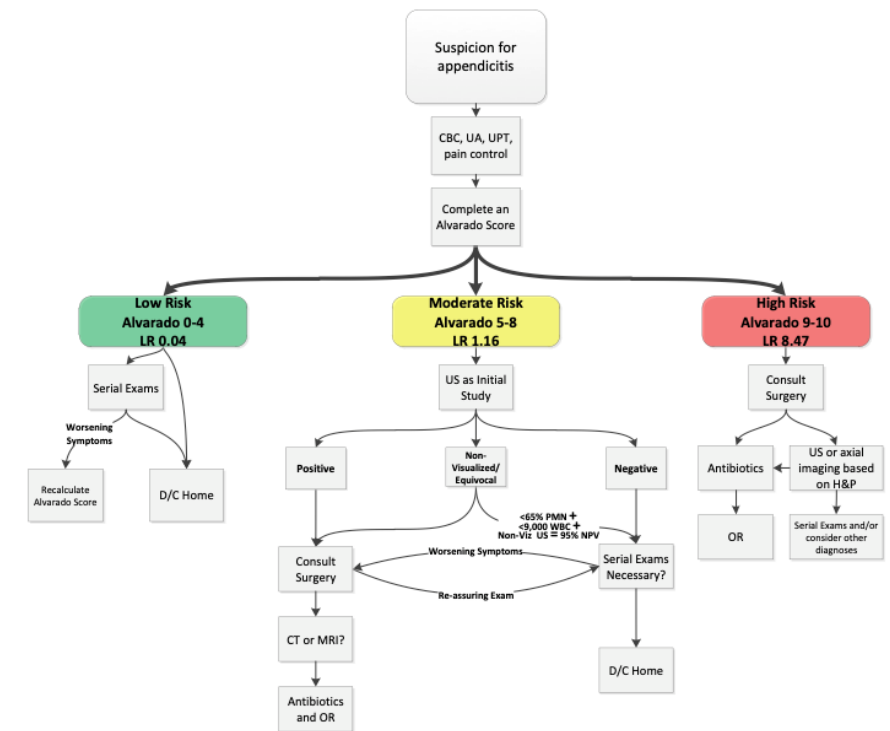 Suspicion for
appendicitis
CBC, UA, UPT,
pain control
Complete an
Alvarado Score
Low Risk
Alvarado 0-4
LR 0.04
Moderate Risk
Alvarado 5-8
LR 1.16
High Risk
Alvarado 9-10
LR 8.47
Serial Exams
US as Initial
Study
Consult
Surgery
Worsening
Symptoms
Recalculate
Alvarado Score
D/C Home
Positive
Non-
Visualized/
Equivocal
Negative
Antibiotics
US or axial
imaging based
on H&P
<65% PMN +
<9,000 WBC +
Non-Viz US = 95% NPV
OR
Serial Exams and/or
consider other
diagnoses
Consult
Surgery
Worsening Symptoms
Re-assuring Exam
Serial Exams
Necessary?
CT or MRI?
D/C Home
Antibiotics
and OR